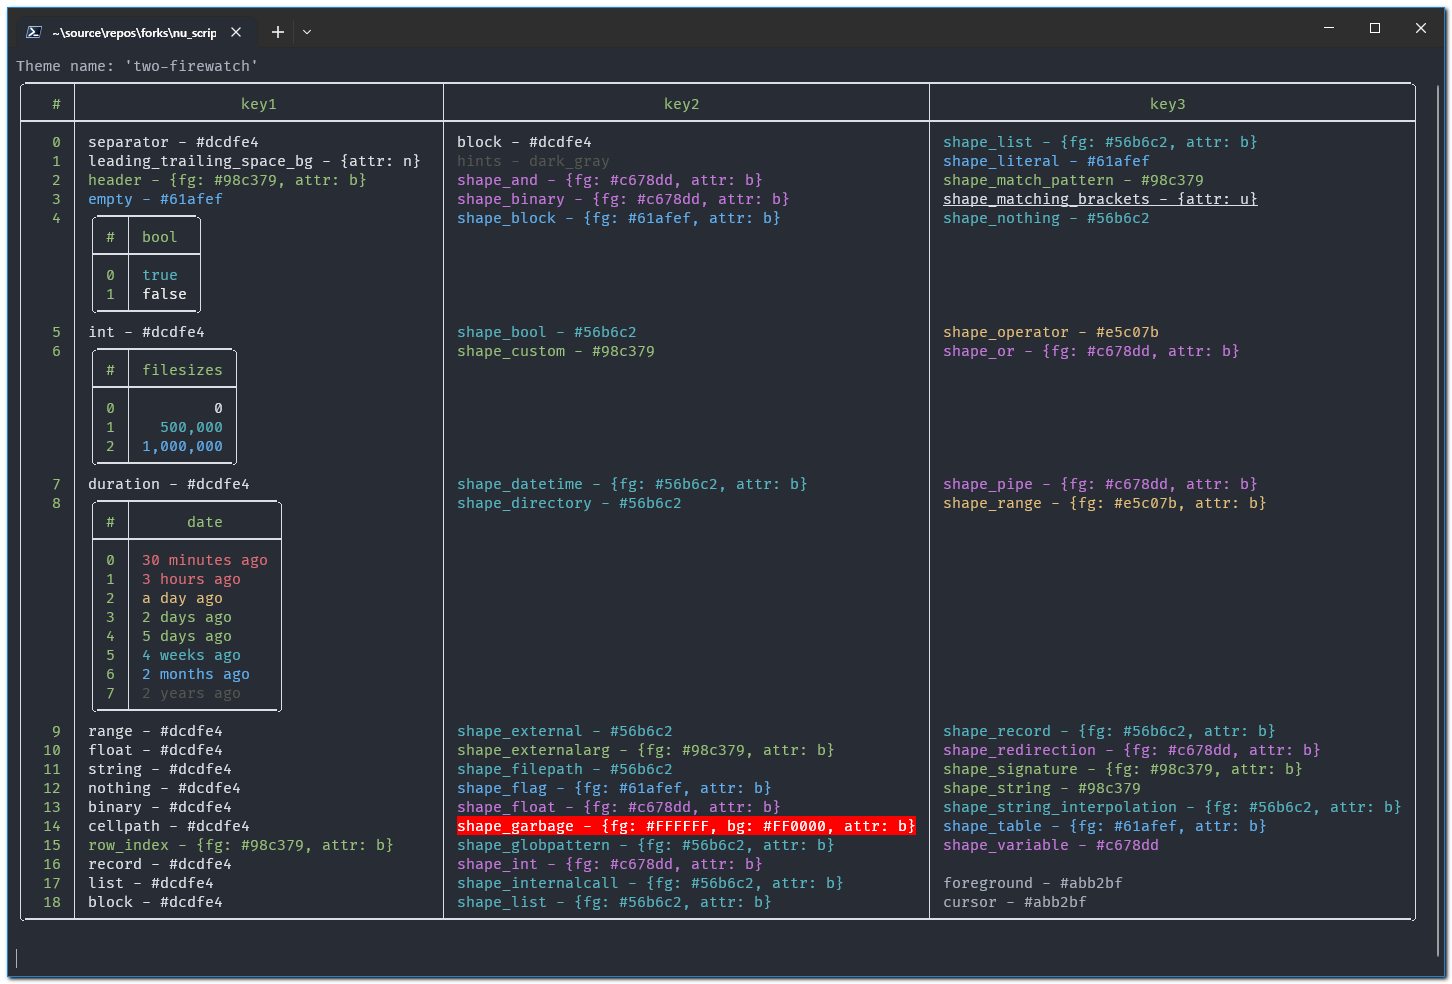 ~\source\repos\forks\nu_scrip
Theme name: 'two-firewatch'
# key1 key2 key3
0 separator - #dcdfe4 block - #dcdfe4 shape_list - {fg: #56b6c2, attr: b}
1 leading_trailing_space_bg - {attr: n} hints - dark_gray shape_literal - #61afef
2 header - {fg: #98c379, attr: b} shape_and - {fg: #c678dd, attr: b} shape_match_pattern - #98c379
3 empty - #61afef shape_binary - {fg: #c678dd, attr: b} shape_matching_brackets - {attr: u}
4 shape_block - {fg: #61afef, attr: b} shape_nothing - #56b6c2
# bool
0 true
1 false
5 int - #dcdfe4 shape_bool - #56b6c2 shape_operator - #e5c07b
6 shape_custom - #98c379 shape_or - {fg: #c678dd, attr: b}
# filesizes
0 0
1 500,000
2 1,000,000
7 duration - #dcdfe4 shape_datetime - {fg: #56b6c2, attr: b} shape_pipe - {fg: #c678dd, attr: b}
8 shape_directory - #56b6c2 shape_range - {fg: #e5c07b, attr: b}
# date
0 30 minutes ago
1 3 hours ago
2 a day ago
3 2 days ago
4 5 days ago
5 4 weeks ago
6 2 months ago
7 2 years ago
9 range - #dcdfe4 shape_external - #56b6c2 shape_record - {fg: #56b6c2, attr: b}
10 float - #dcdfe4 shape_externalarg - {fg: #98c379, attr: b} shape_redirection - {fg: #c678dd, attr: b}
11 string - #dcdfe4 shape_filepath - #56b6c2 shape_signature - {fg: #98c379, attr: b}
12 nothing - #dcdfe4 shape_flag - {fg: #61afef, attr: b} shape_string - #98c379
13 binary - #dcdfe4 shape_float - {fg: #c678dd, attr: b} shape_string_interpolation - {fg: #56b6c2, attr: b}
14 cellpath - #dcdfe4 shape_garbage - {fg: #FFFFFF, bg: #FF0000, attr: b} shape_table - {fg: #61afef, attr: b}
15 row_index - {fg: #98c379, attr: b} shape_globpattern - {fg: #56b6c2, attr: b} shape_variable - #c678dd
16 record - #dcdfe4 shape_int - {fg: #c678dd, attr: b}
17 list - #dcdfe4 shape_internalcall - {fg: #56b6c2, attr: b} foreground - #abb2bf
18 block - #dcdfe4 shape_list - {fg: #56b6c2, attr: b} cursor - #abb2bf